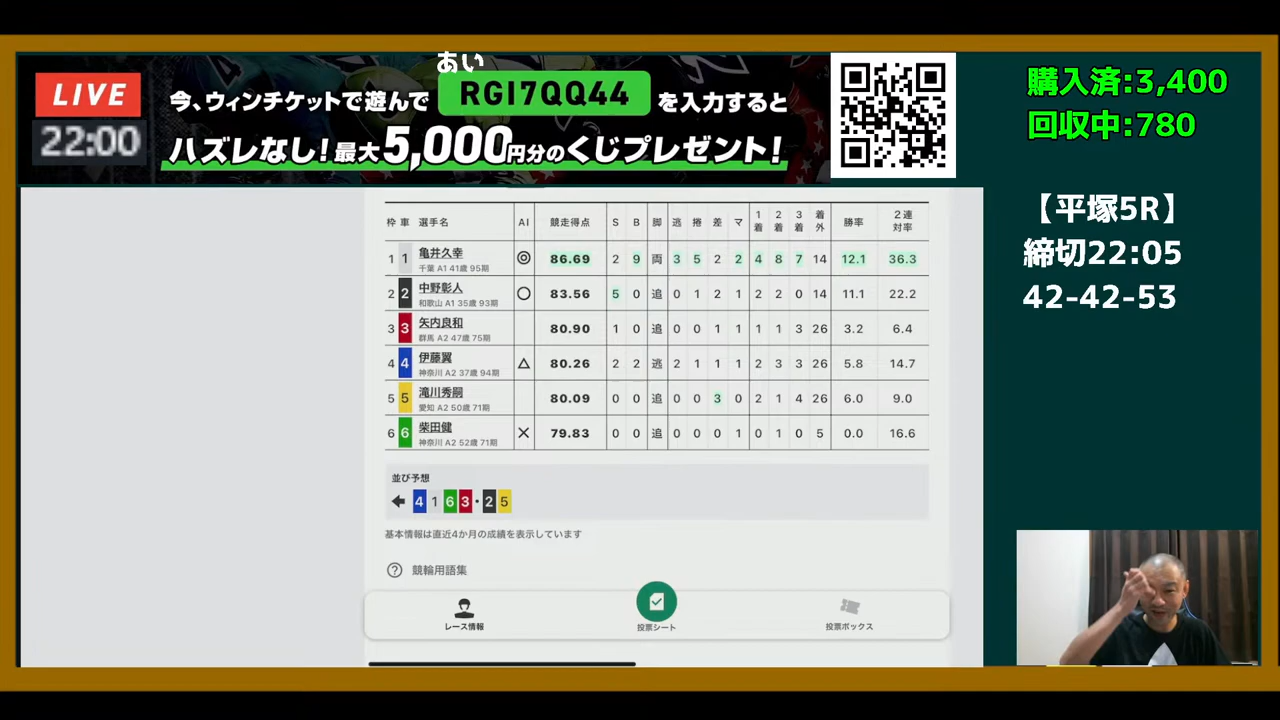 あい
LIVE
22:00
今、ウィンチケットで遊んで RGI7QQ44 を入力すると
ハズレなし！最大5,000円分のくじプレゼント！
購入済:3,400
回収中:780
【平塚5R】
締切22:05
42-42-53
枠 車 選手名 AI 競走得点 S B 脚 逃 捲 差 マ 1着 2着 3着 着外 勝率 2連対率
1 1 亀井久幸 ◎ 86.69 2 9 両 3 5 2 2 4 8 7 14 12.1 36.3
千葉 A1 41歳 95期
2 2 中野彰人 ○ 83.56 5 0 追 0 1 2 1 2 2 0 14 11.1 22.2
和歌山 A1 35歳 93期
3 3 矢内良和 80.90 1 0 追 0 0 1 1 1 1 3 26 3.2 6.4
群馬 A2 47歳 75期
4 4 伊藤翼 △ 80.26 2 2 逃 2 1 1 1 2 3 3 26 5.8 14.7
神奈川 A2 37歳 94期
5 5 滝川秀嗣 80.09 0 0 追 0 0 3 0 2 1 4 26 6.0 9.0
愛知 A2 50歳 71期
6 6 柴田健 × 79.83 0 0 追 0 0 0 1 0 1 0 5 0.0 16.6
神奈川 A2 52歳 71期
並び予想
4 1 6 3 ・ 2 5
基本情報は直近4か月の成績を表示しています
? 競輪用語集
レース情報
投票シート
投票ボックス